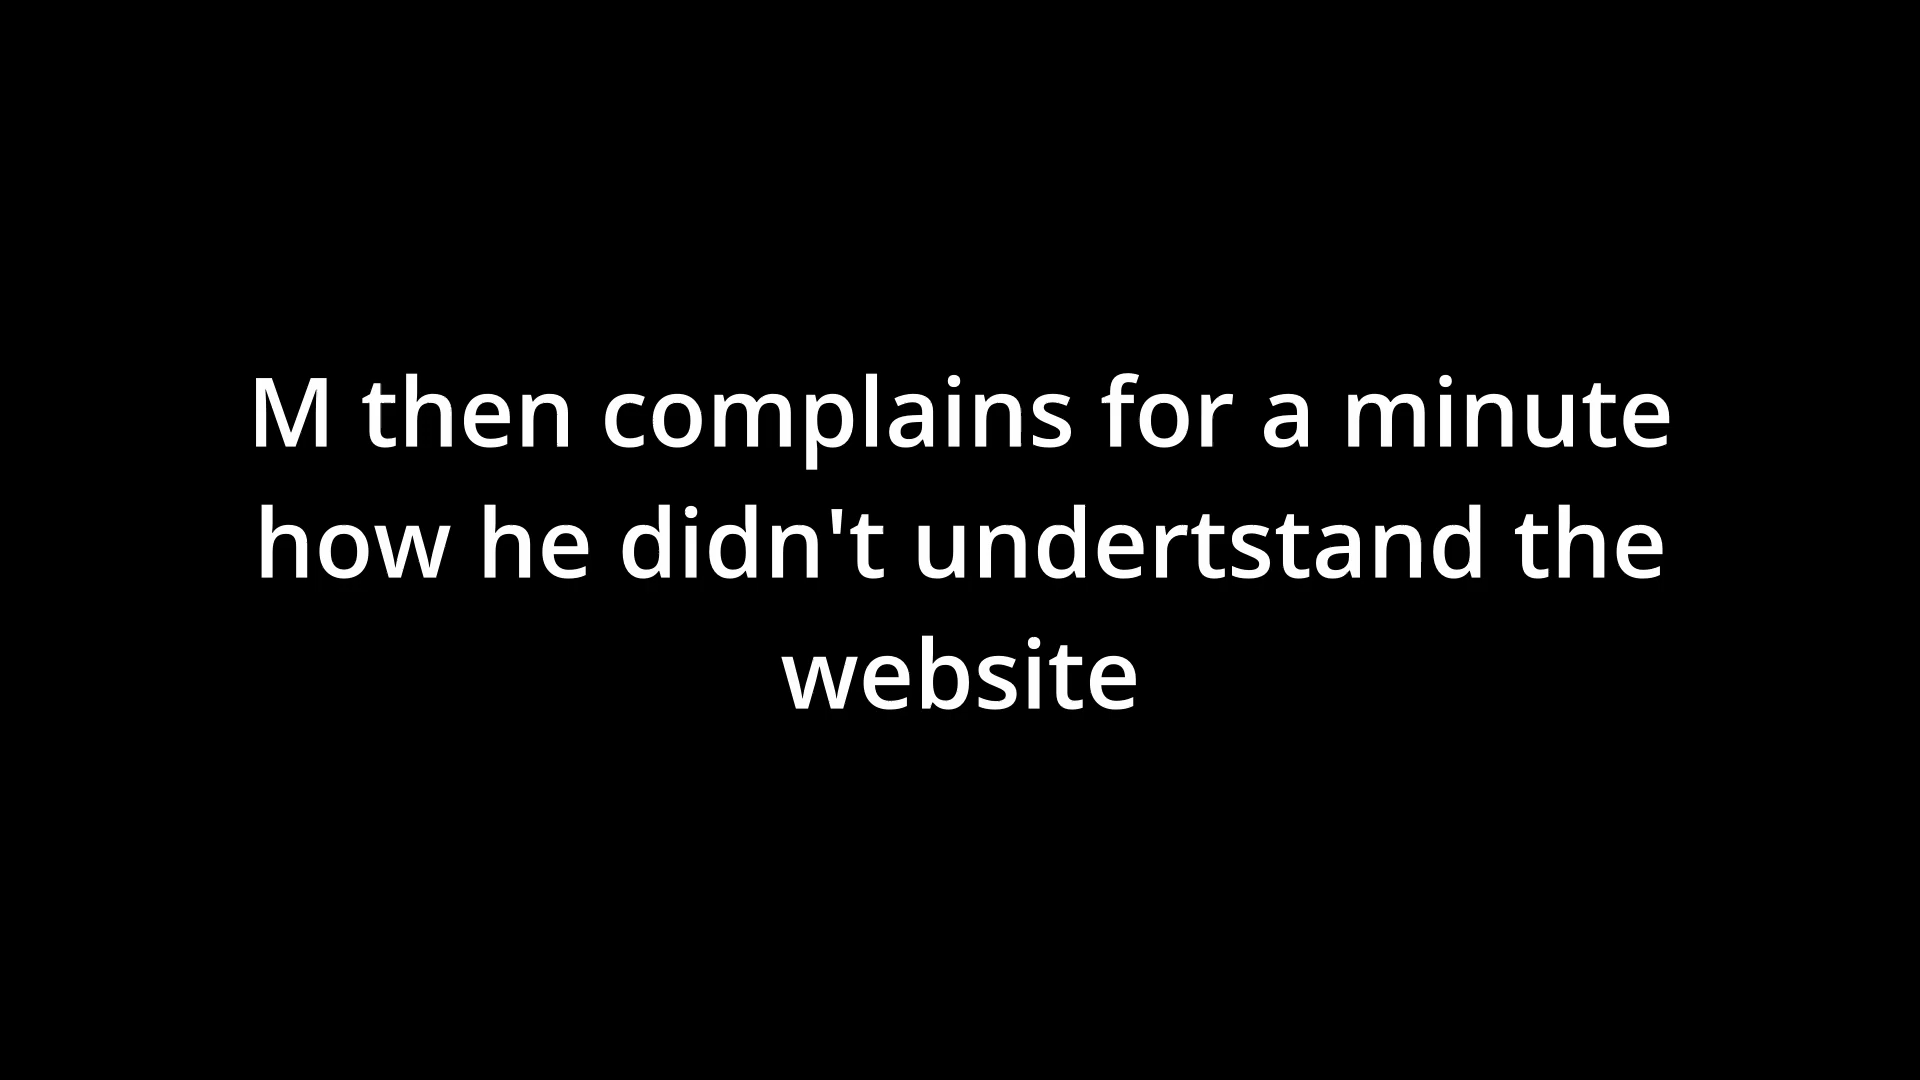 M then complains for a minute
how he didn't undertstand the
website